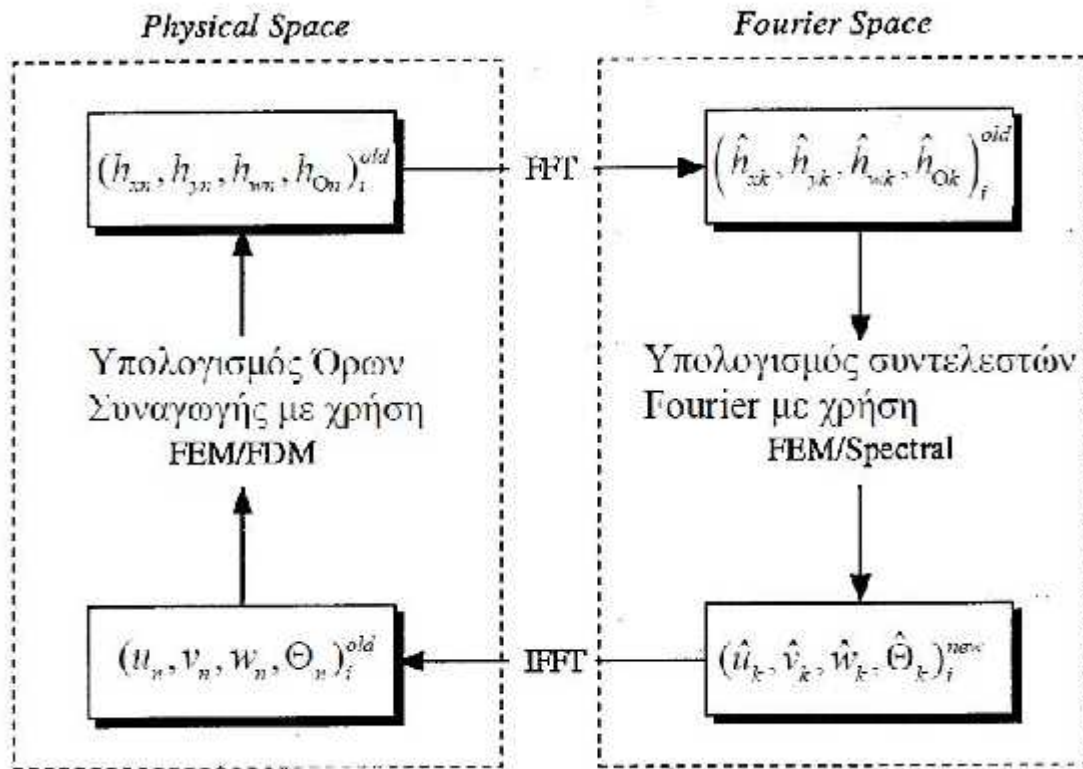 Physical Space
Fourier Space
(h_{xn}, h_{yn}, h_{wn}, h_{Θn})_i^{old}
FFT
(ĥ_{xk}, ĥ_{yk}, ĥ_{wk}, ĥ_{Θk})_i^{old}
Υπολογισμός Όρων
Συναγωγής με χρήση
FEM/FDM
Υπολογισμός συντελεστών
Fourier με χρήση
FEM/Spectral
(u_n, v_n, w_n, Θ_n)_i^{old}
IFFT
(û_k, v̂_k, ŵ_k, Θ̂_k)_i^{new}